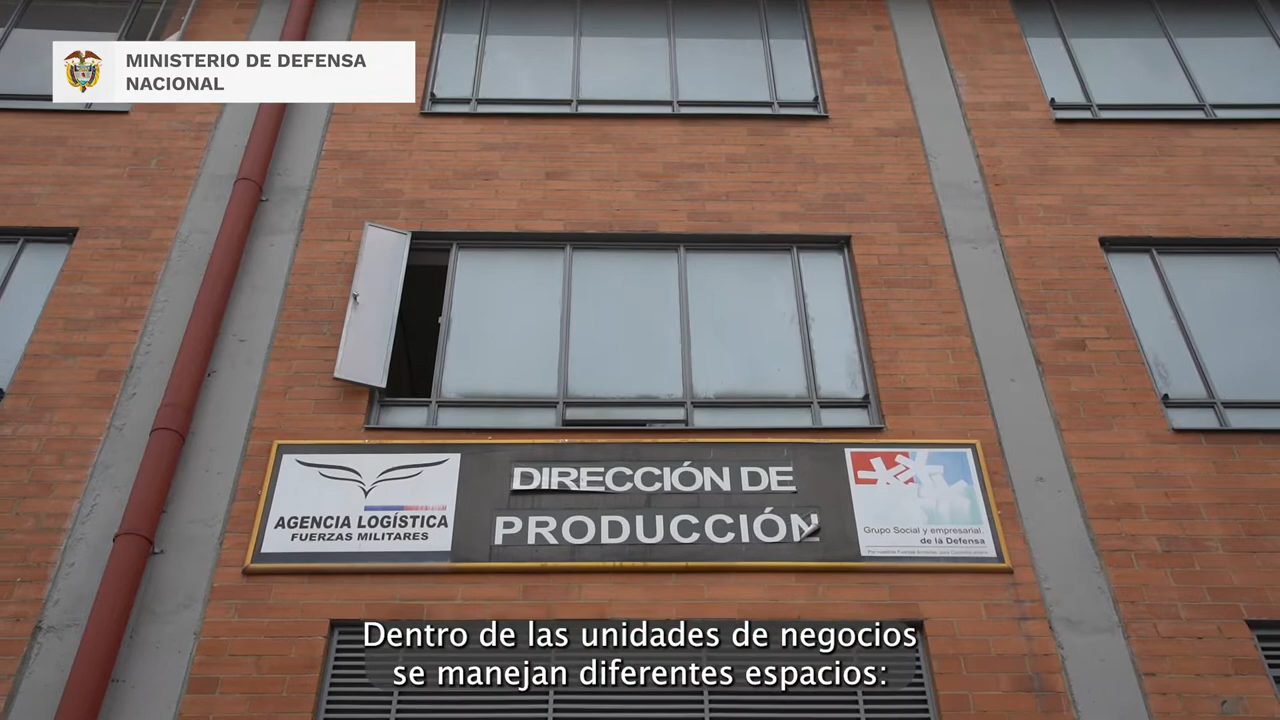 MINISTERIO DE DEFENSA
NACIONAL
AGENCIA LOGÍSTICA
FUERZAS MILITARES
DIRECCIÓN DE
PRODUCCIÓN
Grupo Social y empresarial
de la Defensa
Dentro de las unidades de negocios
se manejan diferentes espacios: